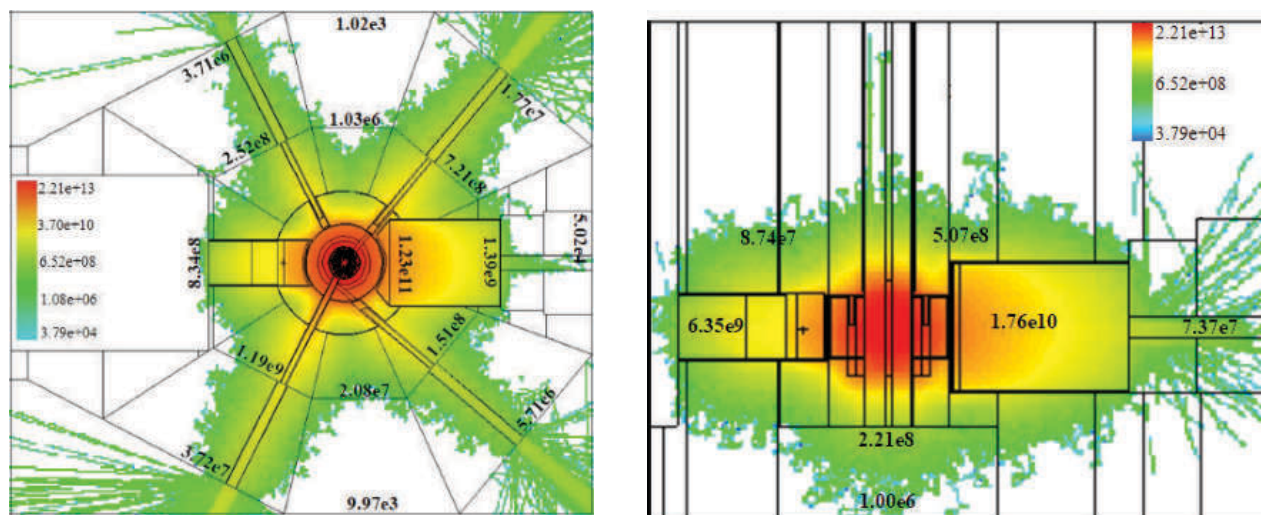 1.02e3
3.71e6
1.77e7
1.03e6
2.52e8
7.21e8
2.21e+13
3.70e+10
6.52e+08
1.08e+06
3.79e+04
8.34e8
1.23e11
1.39e9
5.02e4
1.51e8
1.19e9
2.08e7
5.71e6
3.72e7
9.97e3
2.21e+13
6.52e+08
3.79e+04
8.74e7
5.07e8
6.35e9
1.76e10
7.37e7
2.21e8
1.00e6